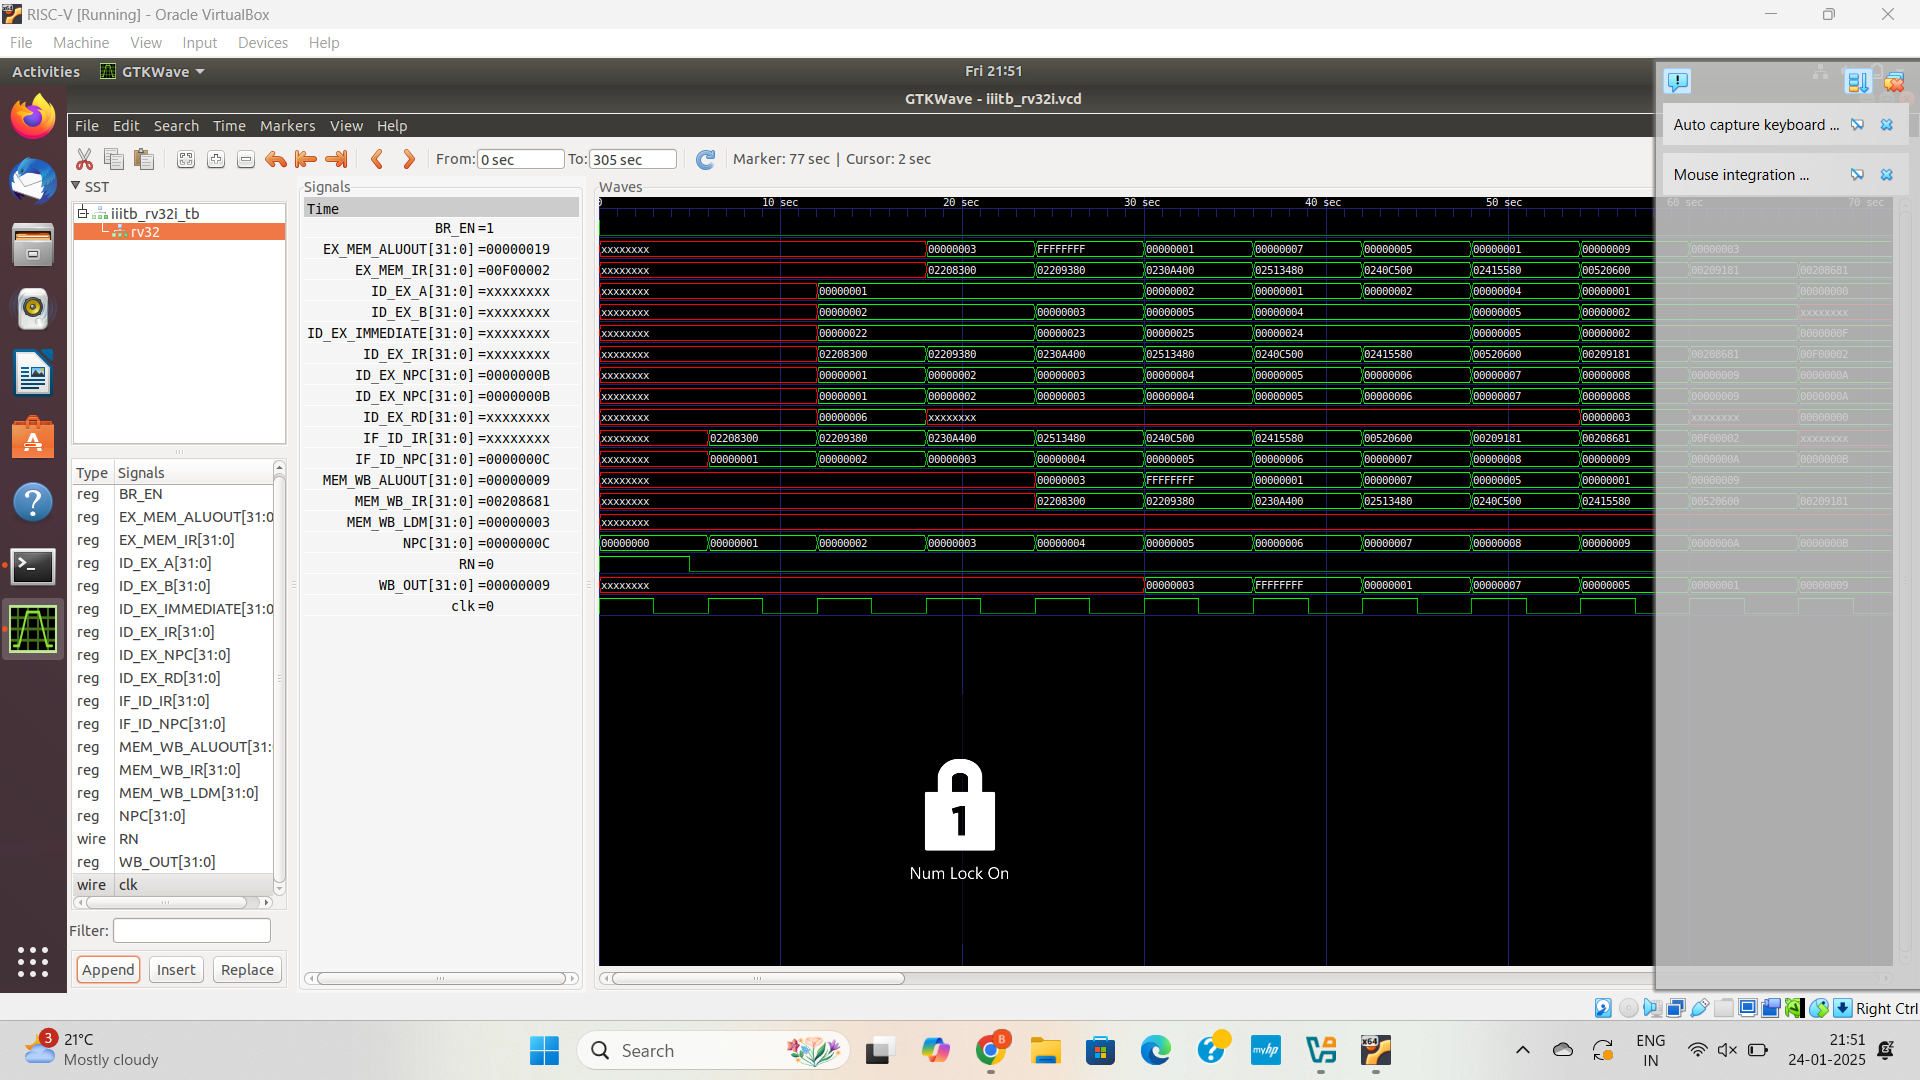 RISC-V [Running] - Oracle VirtualBox
File Machine View Input Devices Help
Activities GTKWave Fri 21:51
GTKWave - iiitb_rv32i.vcd
File Edit Search Time Markers View Help
From: 0 sec To: 305 sec Marker: 77 sec | Cursor: 2 sec
Auto capture keyboard ...
Mouse integration ...
SST
iiitb_rv32i_tb
rv32
Type Signals
reg BR_EN
reg EX_MEM_ALUOUT[31:0
reg EX_MEM_IR[31:0]
reg ID_EX_A[31:0]
reg ID_EX_B[31:0]
reg ID_EX_IMMEDIATE[31:0
reg ID_EX_IR[31:0]
reg ID_EX_NPC[31:0]
reg ID_EX_RD[31:0]
reg IF_ID_IR[31:0]
reg IF_ID_NPC[31:0]
reg MEM_WB_ALUOUT[31:
reg MEM_WB_IR[31:0]
reg MEM_WB_LDM[31:0]
reg NPC[31:0]
wire RN
reg WB_OUT[31:0]
wire clk
Filter:
Append Insert Replace
Signals
Time
BR_EN =1
EX_MEM_ALUOUT[31:0] =00000019
EX_MEM_IR[31:0] =00F00002
ID_EX_A[31:0] =xxxxxxxx
ID_EX_B[31:0] =xxxxxxxx
ID_EX_IMMEDIATE[31:0] =xxxxxxxx
ID_EX_IR[31:0] =xxxxxxxx
ID_EX_NPC[31:0] =0000000B
ID_EX_NPC[31:0] =0000000B
ID_EX_RD[31:0] =xxxxxxxx
IF_ID_IR[31:0] =xxxxxxxx
IF_ID_NPC[31:0] =0000000C
MEM_WB_ALUOUT[31:0] =00000009
MEM_WB_IR[31:0] =00208681
MEM_WB_LDM[31:0] =00000003
NPC[31:0] =0000000C
RN =0
WB_OUT[31:0] =00000009
clk =0
Waves
0 10 sec 20 sec 30 sec 40 sec 50 sec 60 sec 70 sec
xxxxxxxx 00000003 FFFFFFFF 00000001 00000007 00000005 00000001 00000009 00000003
xxxxxxxx 02208300 02209380 0230A400 02513480 0240C500 02415580 00520600 00209181 00208681
xxxxxxxx 00000001 00000002 00000001 00000002 00000004 00000001 00000000
xxxxxxxx 00000002 00000003 00000005 00000004 00000005 00000002 xxxxxxxx
xxxxxxxx 00000022 00000023 00000025 00000024 00000005 00000002 0000000F
xxxxxxxx 02208300 02209380 0230A400 02513480 0240C500 02415580 00520600 00209181 00208681 00F00002
xxxxxxxx 00000001 00000002 00000003 00000004 00000005 00000006 00000007 00000008 00000009 0000000A
xxxxxxxx 00000001 00000002 00000003 00000004 00000005 00000006 00000007 00000008 00000009 0000000A
xxxxxxxx 00000006 xxxxxxxx 00000003 xxxxxxxx 00000000
xxxxxxxx 02208300 02209380 0230A400 02513480 0240C500 02415580 00520600 00209181 00208681 00F00002 xxxxxxxx
xxxxxxxx 00000001 00000002 00000003 00000004 00000005 00000006 00000007 00000008 00000009 0000000A 0000000B
xxxxxxxx 00000003 FFFFFFFF 00000001 00000007 00000005 00000001 00000009
xxxxxxxx 02208300 02209380 0230A400 02513480 0240C500 02415580 00520600 00209181
xxxxxxxx
00000000 00000001 00000002 00000003 00000004 00000005 00000006 00000007 00000008 00000009 0000000A 0000000B
xxxxxxxx 00000003 FFFFFFFF 00000001 00000007 00000005 00000001 00000009
1
Num Lock On
Right Ctrl
3
21°C
Mostly cloudy
Search
B
myhp
X64
ENG
IN
21:51
24-01-2025